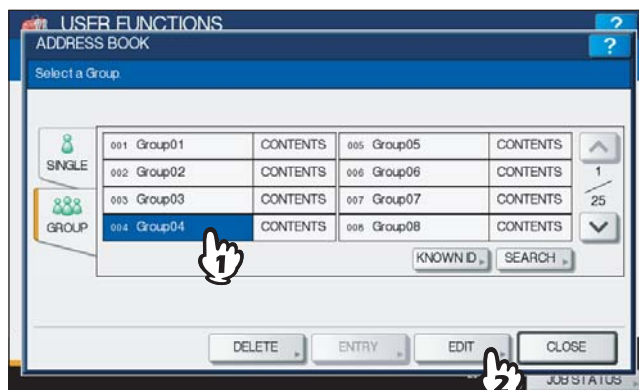 USER FUNCTIONS ?
ADDRESS BOOK ?
Select a Group.
SINGLE
GROUP
001 Group01 CONTENTS 005 Group05 CONTENTS
002 Group02 CONTENTS 006 Group06 CONTENTS
003 Group03 CONTENTS 007 Group07 CONTENTS
004 Group04 CONTENTS 008 Group08 CONTENTS
1
25
1
KNOWN ID SEARCH
DELETE ENTRY EDIT CLOSE
2
JOB STATUS